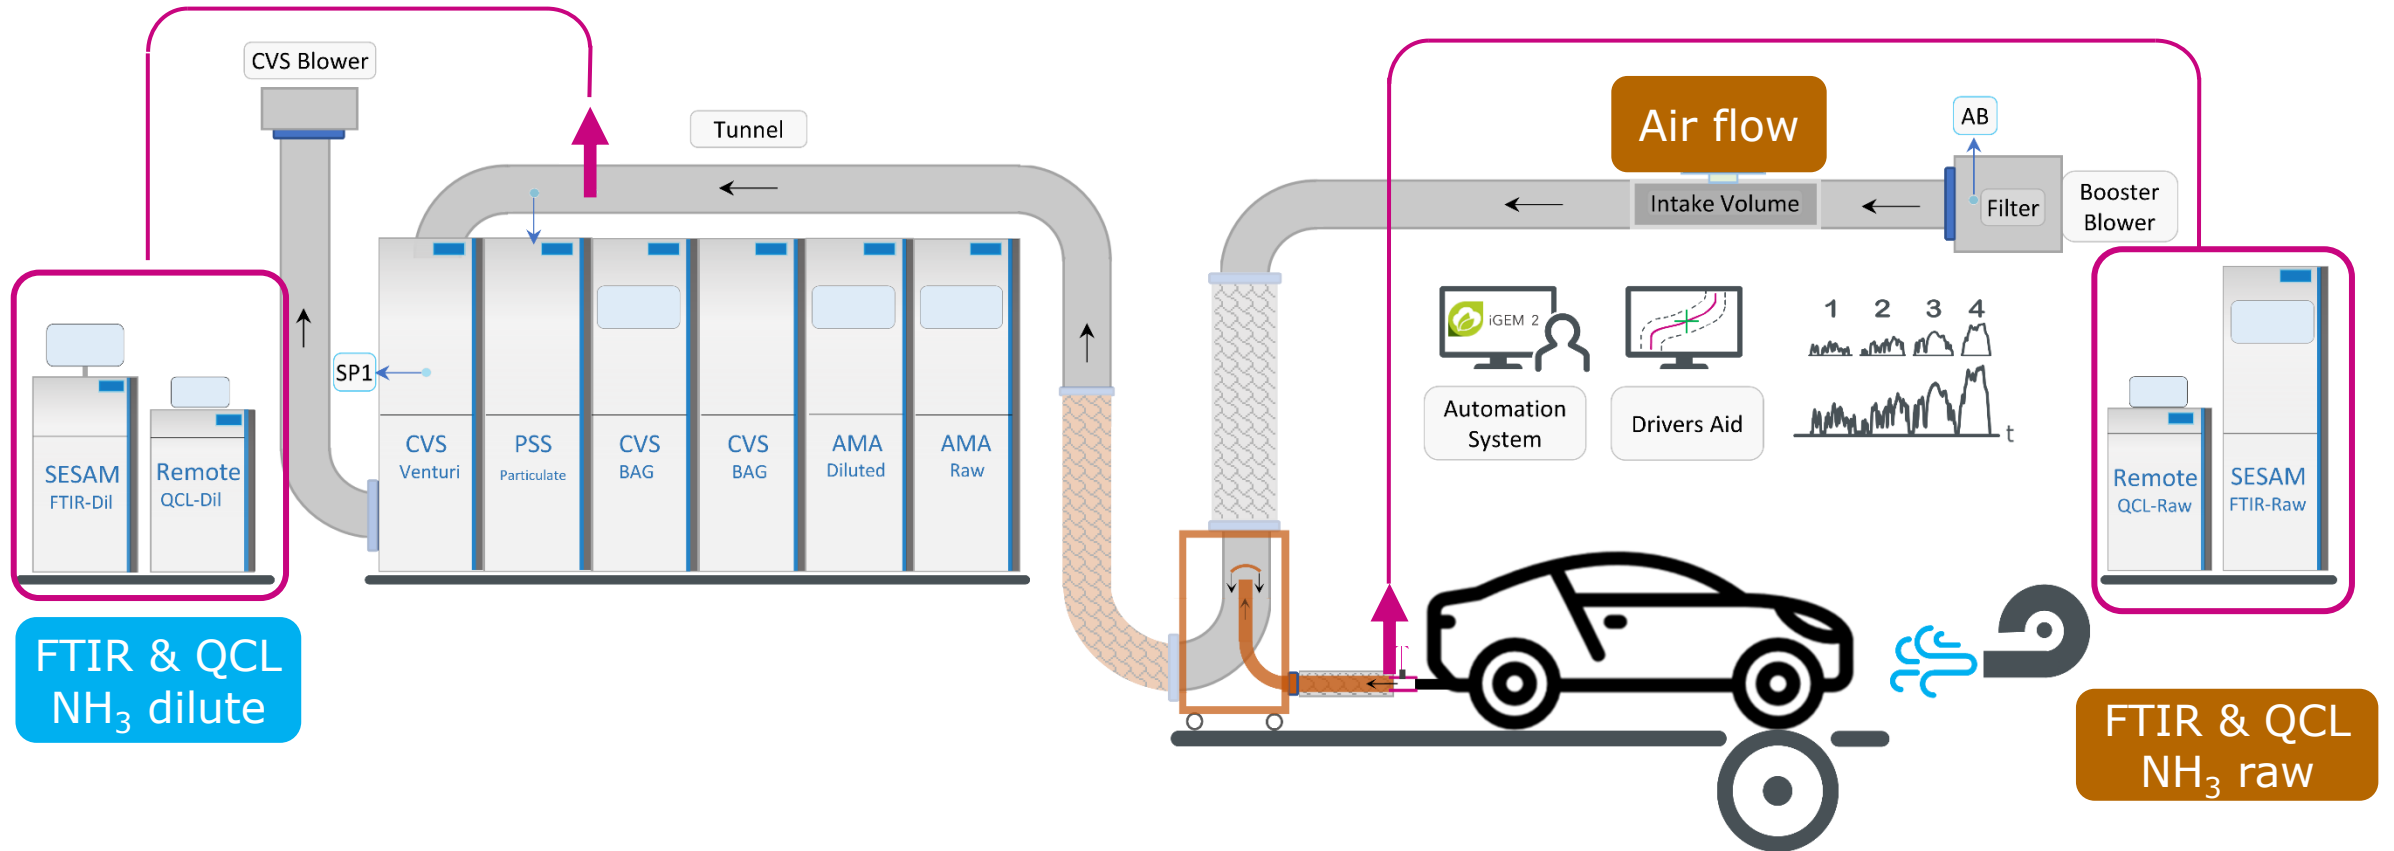 CVS Blower
Tunnel
Air flow
AB
Intake Volume
Filter
Booster
Blower
SP1
iGEM 2
1 2 3 4
t
Automation
System
Drivers Aid
SESAM
FTIR-Dil
Remote
QCL-Dil
CVS
Venturi
PSS
Particulate
CVS
BAG
CVS
BAG
AMA
Diluted
AMA
Raw
Remote
QCL-Raw
SESAM
FTIR-Raw
FTIR & QCL
NH₃ dilute
FTIR & QCL
NH₃ raw